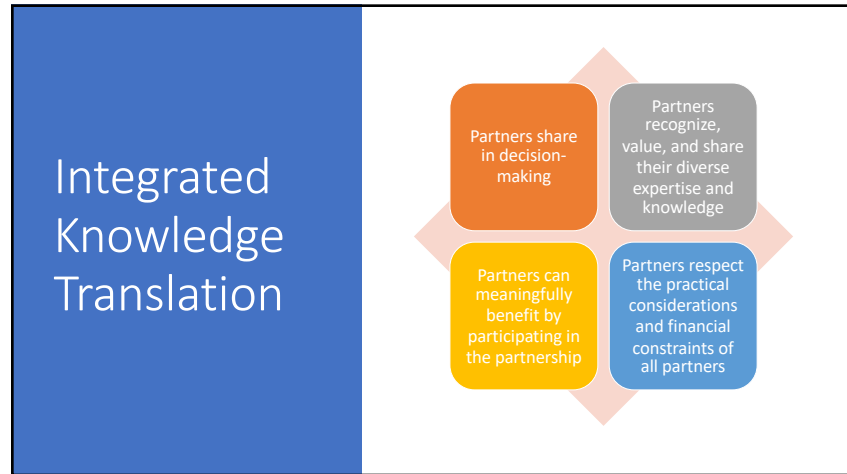 Integrated
Knowledge
Translation
Partners share
in decision-
making
Partners
recognize,
value, and share
their diverse
expertise and
knowledge
Partners can
meaningfully
benefit by
participating in
the partnership
Partners respect
the practical
considerations
and financial
constraints of
all partners